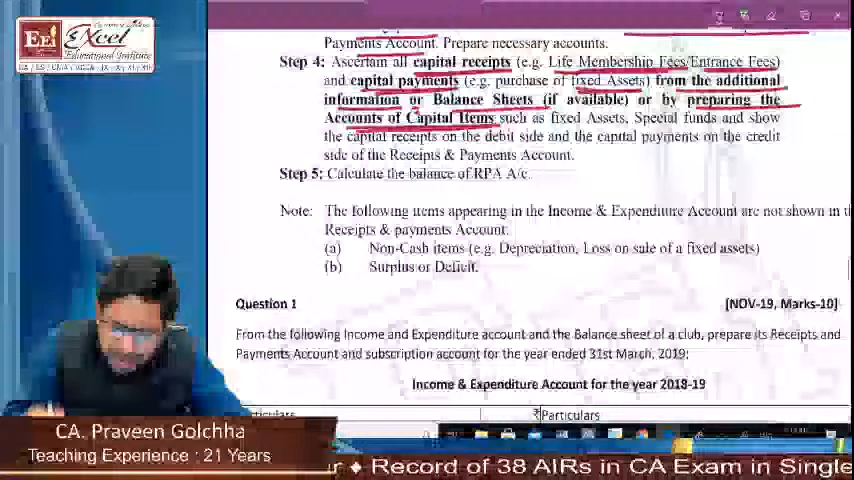 EEi
Excel
Educational Institute
Payments Account. Prepare necessary accounts.
Step 4: Ascertain all capital receipts (e.g. Life Membership Fees/Entrance Fees)
and capital payments (e.g. purchase of fixed Assets) from the additional
information or Balance Sheets (if available) or by preparing the
Accounts of Capital Items such as fixed Assets, Special funds and show
the capital receipts on the debit side and the capital payments on the credit
side of the Receipts & Payments Account.
Step 5: Calculate the balance of RPA A/c.
Note: The following items appearing in the Income & Expenditure Account are not shown in
Receipts & payments Account.
(a) Non-Cash items (e.g. Depreciation, Loss on sale of a fixed assets)
(b) Surplus or Deficit.
Question 1 [NOV-19, Marks-10]
From the following Income and Expenditure account and the Balance sheet of a club, prepare its Receipts and
Payments Account and subscription account for the year ended 31st March, 2019:
Income & Expenditure Account for the year 2018-19
rticulars ₹ Particulars
CA. Praveen Golchha
Teaching Experience : 21 Years
ur ♦ Record of 38 AIRs in CA Exam in Single